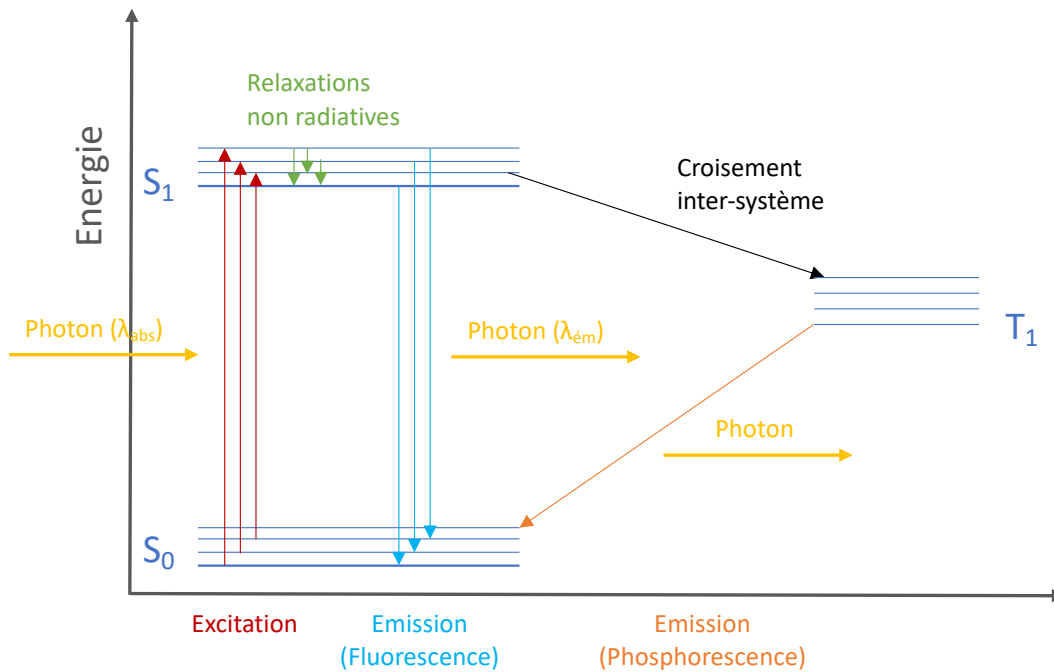 Relaxations
non radiatives
Energie
S1
Croisement
inter-système
Photon (λabs)
Photon (λém)
T1
Photon
S0
Excitation
Emission
(Fluorescence)
Emission
(Phosphorescence)